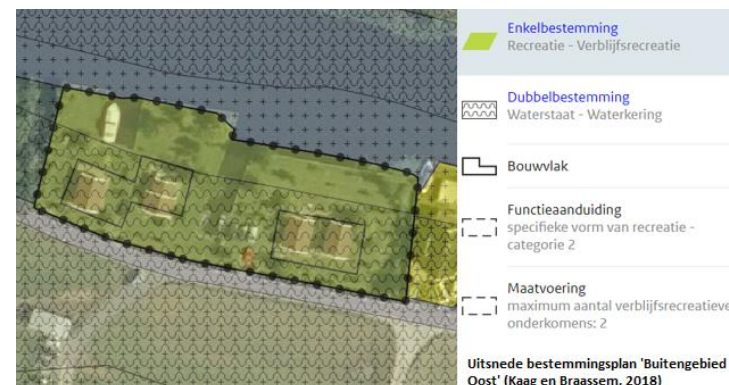 Enkelbestemming
Recreatie - Verblijfsrecreatie
Dubbelbestemming
Waterstaat - Waterkering
Bouwvlak
Functieaanduiding
specifieke vorm van recreatie -
categorie 2
Maatvoering
maximum aantal verblijfsrecreatieve
onderkomens: 2
Uitsnede bestemmingsplan 'Buitengebied
Oost' (Kaag en Braassem, 2018)